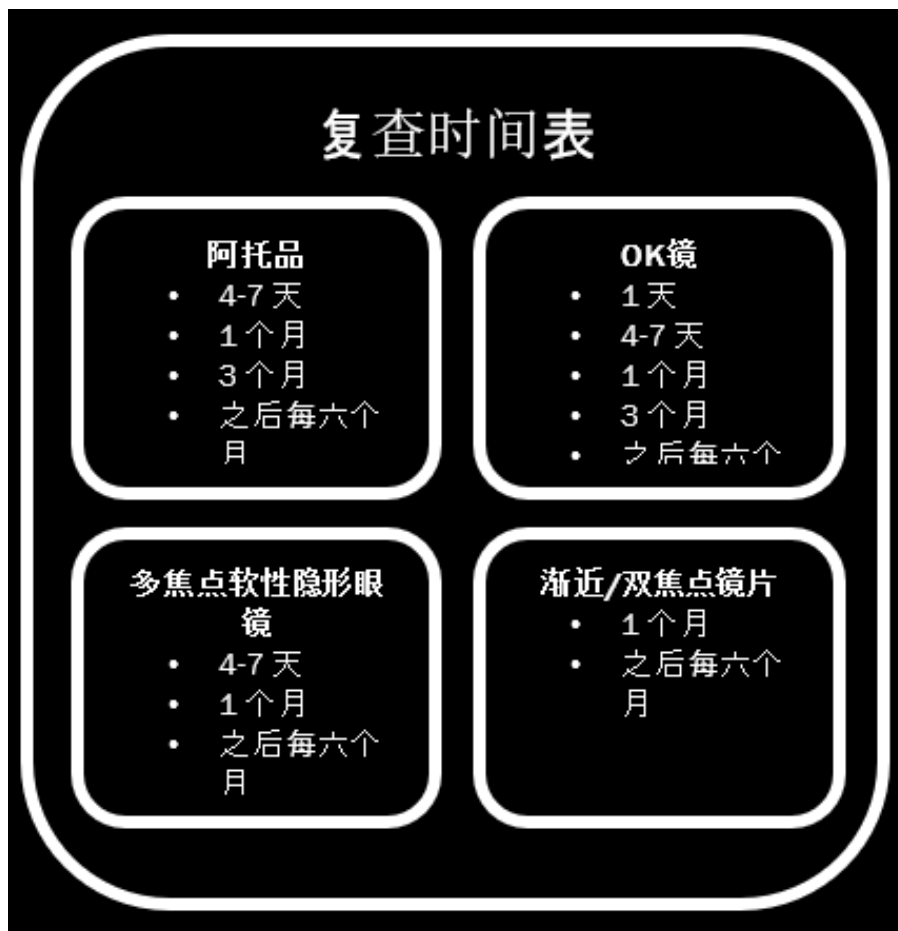 复查时间表
阿托品
• 4-7 天
• 1 个月
• 3 个月
• 之后每六个
月
OK镜
• 1 天
• 4-7 天
• 1 个月
• 3 个月
• 之后每六个
多焦点软性隐形眼
镜
• 4-7 天
• 1 个月
• 之后每六个
月
渐近/双焦点镜片
• 1 个月
• 之后每六个
月